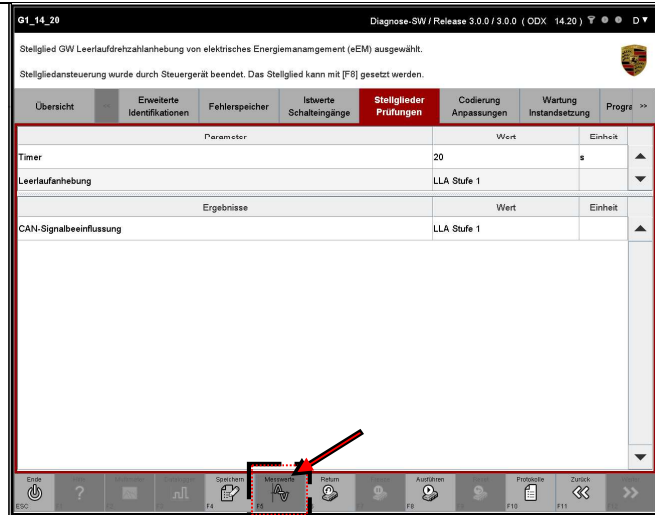 G1_14_20
Diagnose-SW / Release 3.0.0 / 3.0.0 ( ODX 14.20 )
D
Stellglied GW Leerlaufdrehzahlanhebung von elektrisches Energiemanamgement (eEM) ausgewählt.
Stellgliedansteuerung wurde durch Steuergerät beendet. Das Stellglied kann mit [F8] gesetzt werden.
Übersicht
Erweiterte
Identifikationen
Fehlerspeicher
Istwerte
Schalteingänge
Stellglieder
Prüfungen
Codierung
Anpassungen
Wartung
Instandsetzung
Progra >>
Parameter Wert Einheit
Timer 20 s
Leerlaufanhebung LLA Stufe 1
Ergebnisse Wert Einheit
CAN-Signalbeeinflussung LLA Stufe 1
Ende
ESC
Speichern
F4
Messwerte
F5
Return
Ausführen
F8
Protokolle
F10
Zurück
F11